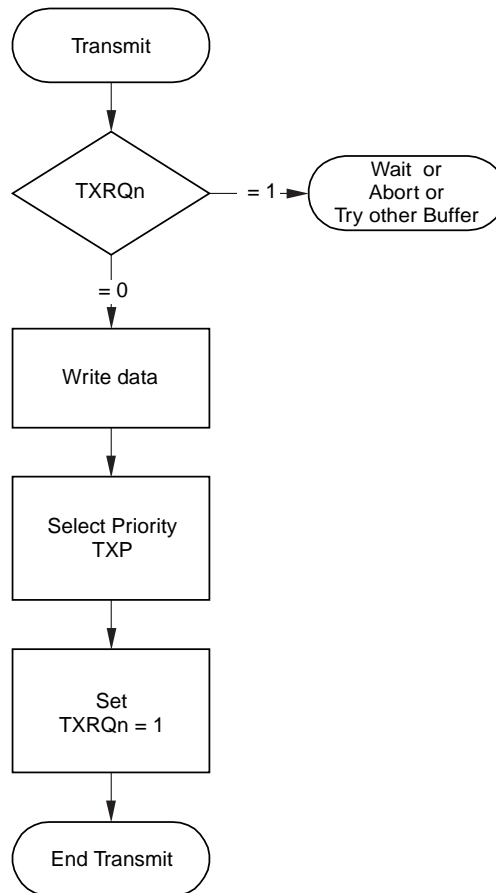 Transmit
TXRQn
= 1
Wait or
Abort or
Try other Buffer
= 0
Write data
Select Priority
TXP
Set
TXRQn = 1
End Transmit